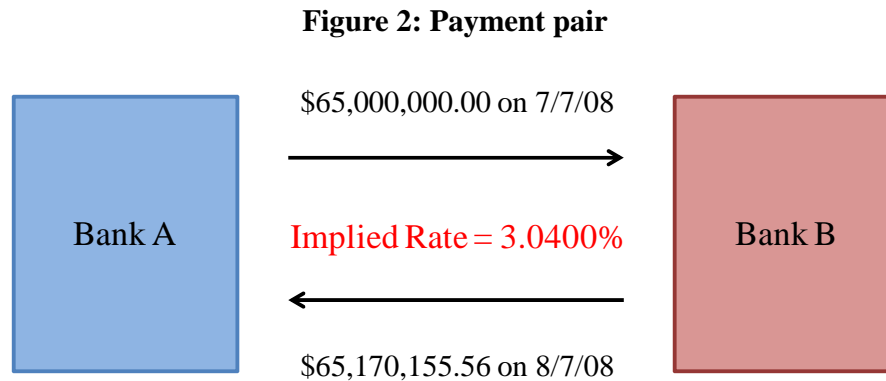 Figure 2: Payment pair
$65,000,000.00 on 7/7/08
Bank A
Implied Rate = 3.0400%
Bank B
$65,170,155.56 on 8/7/08